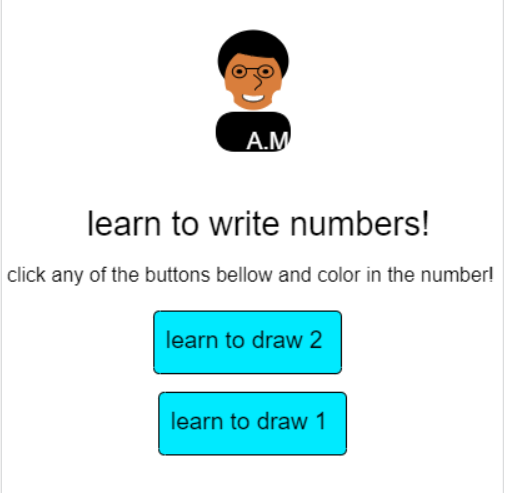 A.M
learn to write numbers!
click any of the buttons bellow and color in the number!
learn to draw 2
learn to draw 1